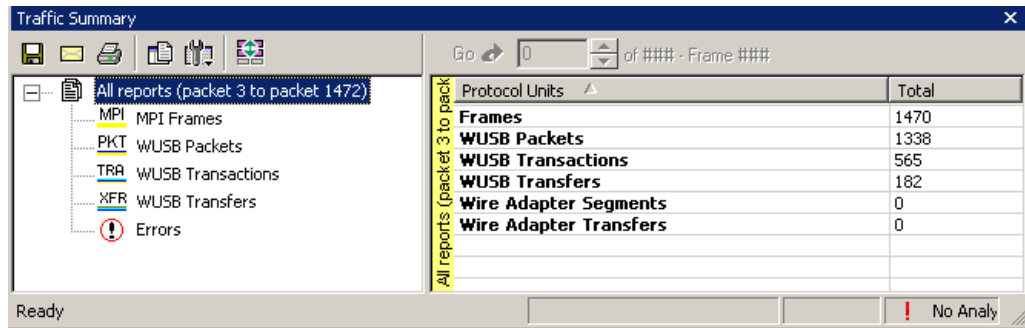 Traffic Summary
Go 0 of ### - Frame ###
All reports (packet 3 to packet 1472)
MPI MPI Frames
PKT WUSB Packets
TRA WUSB Transactions
XFR WUSB Transfers
Errors
All reports (packet 3 to pack
Protocol Units Total
Frames 1470
WUSB Packets 1338
WUSB Transactions 565
WUSB Transfers 182
Wire Adapter Segments 0
Wire Adapter Transfers 0
Ready
No Analy